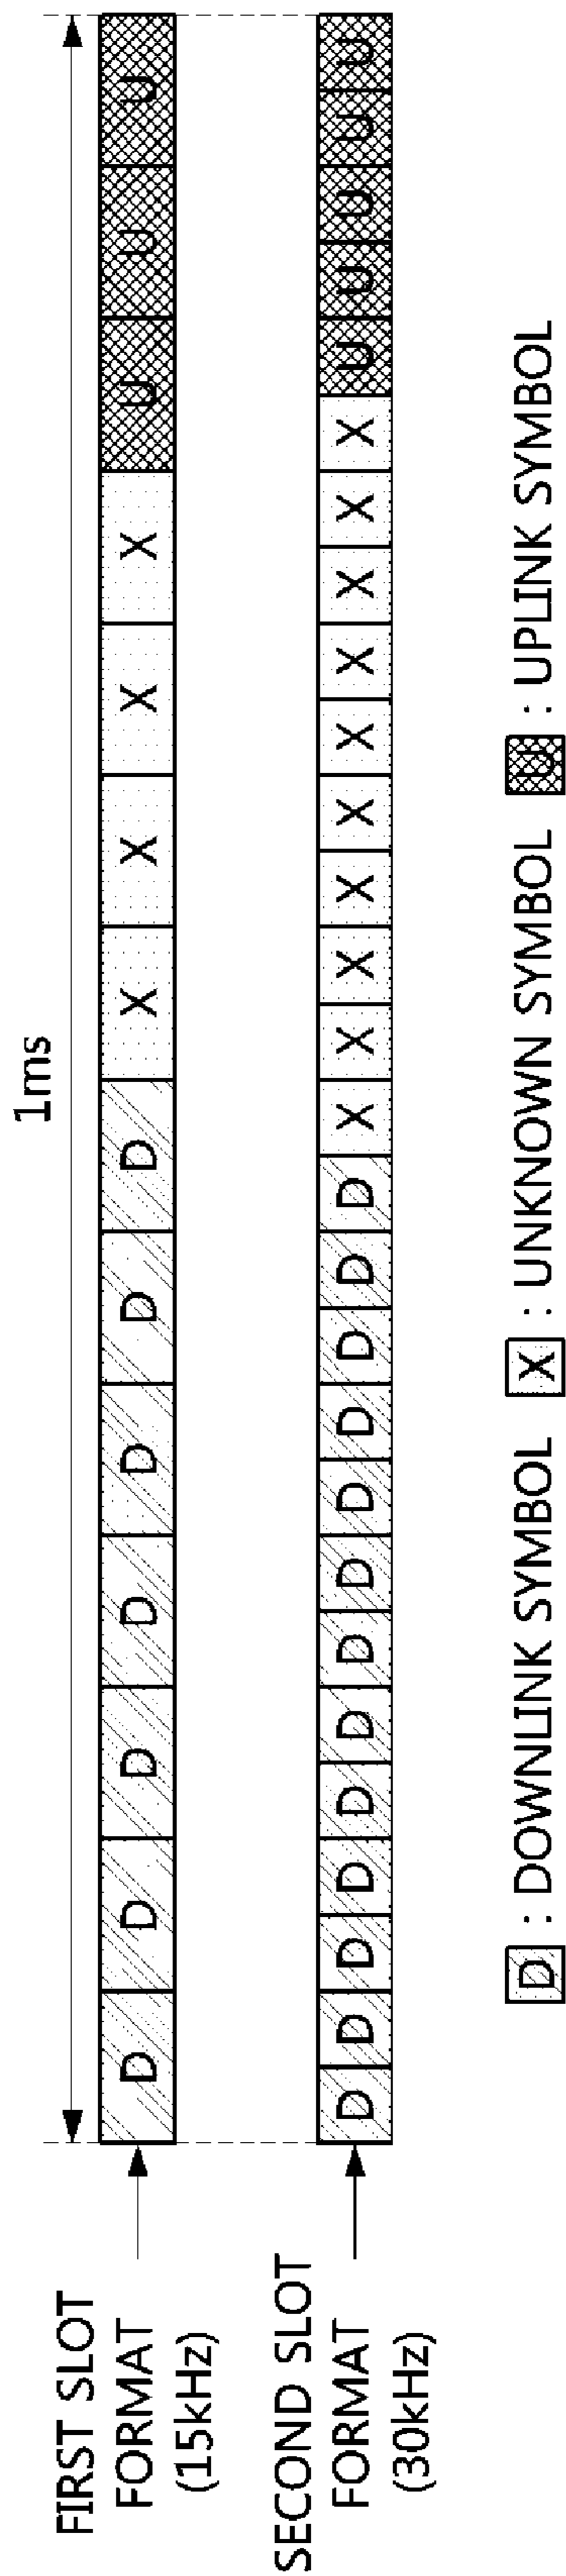 1ms
FIRST SLOT
FORMAT
(15kHz)
D D D D D D D X X X X U U U
SECOND SLOT
FORMAT
(30kHz)
D D D D D D D D D D D D D X X X X X X X X X X U U U U U
D : DOWNLINK SYMBOL X : UNKNOWN SYMBOL U : UPLINK SYMBOL